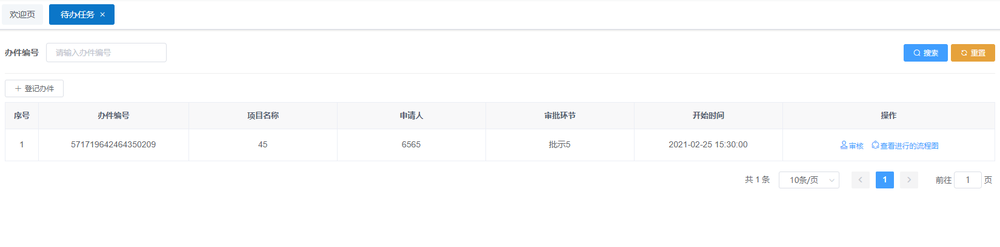 欢迎页 待办任务 ×
办件编号 请输入办件编号 搜索 重置
+ 登记办件
序号 办件编号 项目名称 申请人 审批环节 开始时间 操作
1 571719642464350209 45 6565 批示5 2021-02-25 15:30:00 审核 查看进行的流程图
共 1 条 10条/页 < 1 > 前往 1 页